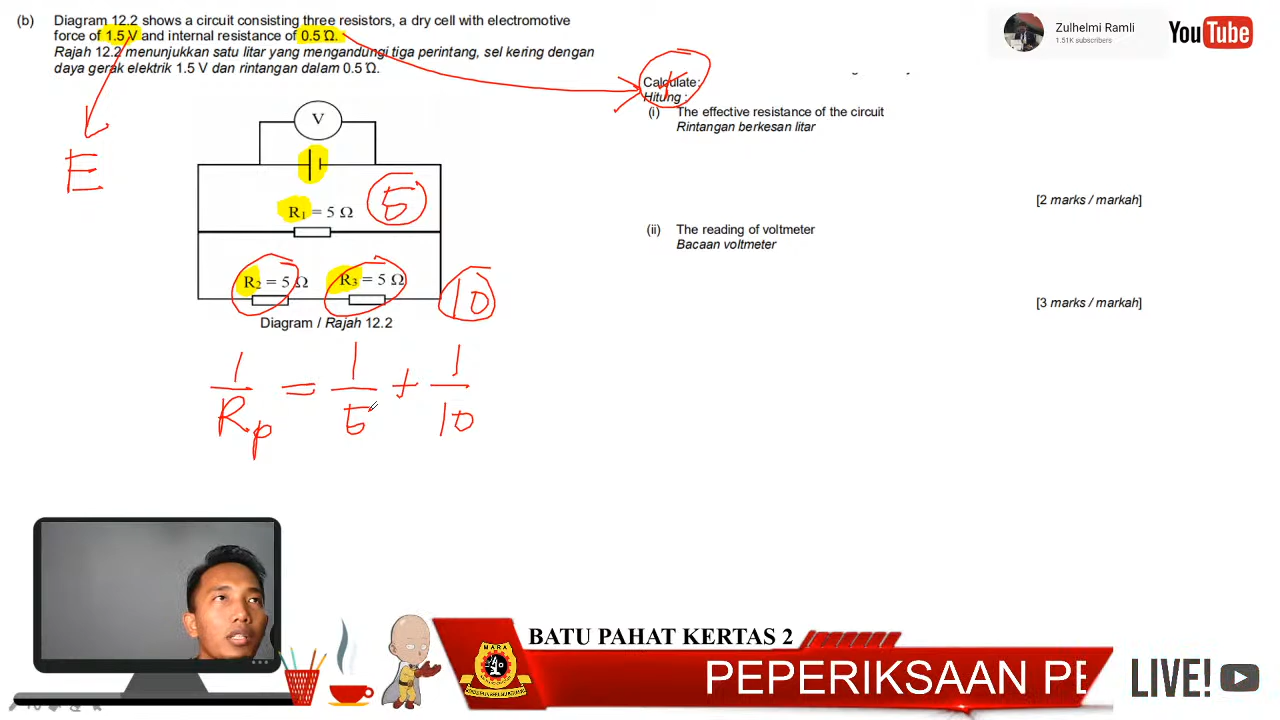 (b) Diagram 12.2 shows a circuit consisting three resistors, a dry cell with electromotive
force of 1.5 V and internal resistance of 0.5 Ω.
Rajah 12.2 menunjukkan satu litar yang mengandungi tiga perintang, sel kering dengan
daya gerak elektrik 1.5 V dan rintangan dalam 0.5 Ω.
E
V
R1 = 5 Ω
5
R2 = 5 Ω
R3 = 5 Ω
10
Diagram / Rajah 12.2
1/Rp = 1/5 + 1/10
Zulhelmi Ramli
1.51K subscribers
YouTube
Calculate:
Hitung :
(i) The effective resistance of the circuit
Rintangan berkesan litar
[2 marks / markah]
(ii) The reading of voltmeter
Bacaan voltmeter
[3 marks / markah]
MARA
BATU PAHAT KERTAS 2
PEPERIKSAAN PE
LIVE!